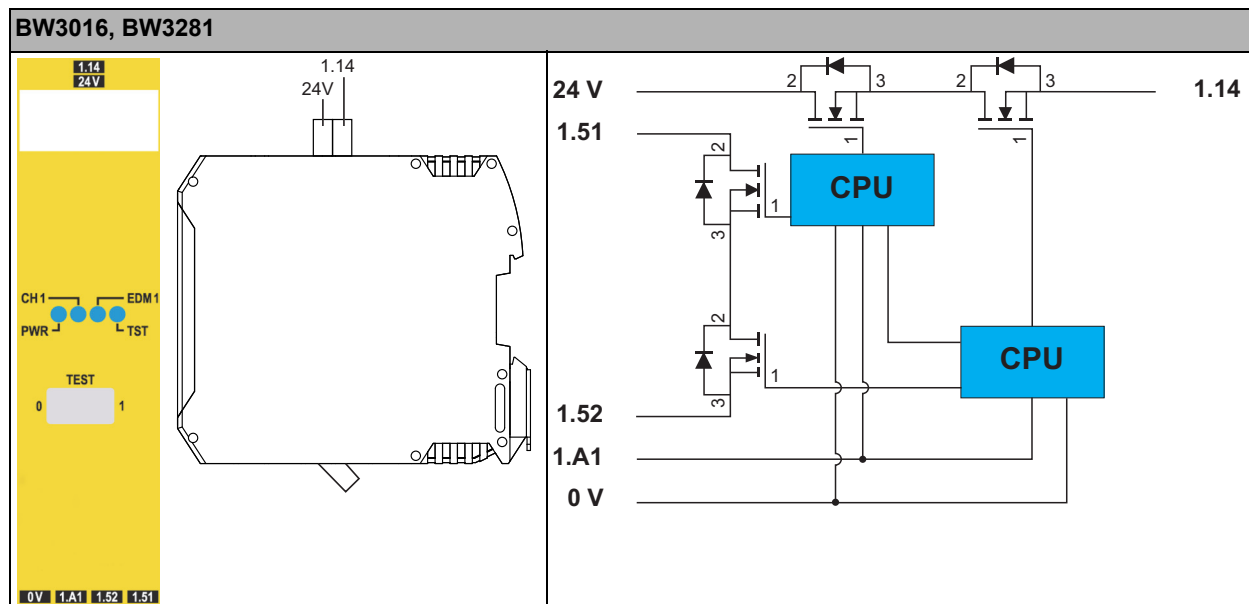 BW3016, BW3281
1.14
24V
CH1
EDM1
PWR
TST
TEST
0
1
0V 1.A1 1.52 1.51
1.14
24V
24 V
2
3
2
3
1.14
1
1
1.51
2
CPU
1
3
2
CPU
1
3
1.52
1.A1
0 V